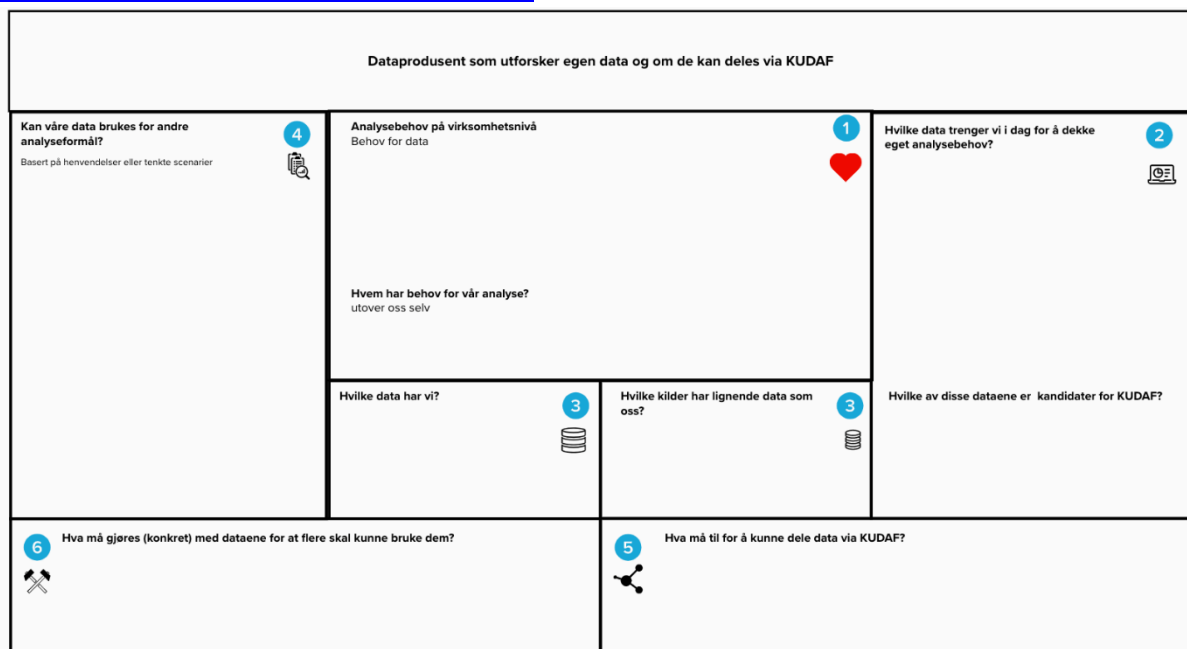 Dataprodusent som utforsker egen data og om de kan deles via KUDAF
Kan våre data brukes for andre
analyseformål?
4
Basert på henvendelser eller tenkte scenarier
Analysebehov på virksomhetsnivå
Behov for data
1
Hvem har behov for vår analyse?
utover oss selv
Hvilke data trenger vi i dag for å dekke
eget analysebehov?
2
Hvilke data har vi?
3
Hvilke kilder har lignende data som
oss?
3
Hvilke av disse dataene er kandidater for KUDAF?
6
Hva må gjøres (konkret) med dataene for at flere skal kunne bruke dem?
5
Hva må til for å kunne dele data via KUDAF?